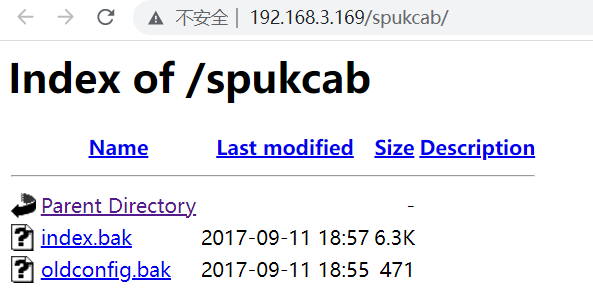 不安全 | 192.168.3.169/spukcab/
Index of /spukcab
Name Last modified Size Description
Parent Directory -
index.bak 2017-09-11 18:57 6.3K
oldconfig.bak 2017-09-11 18:55 471